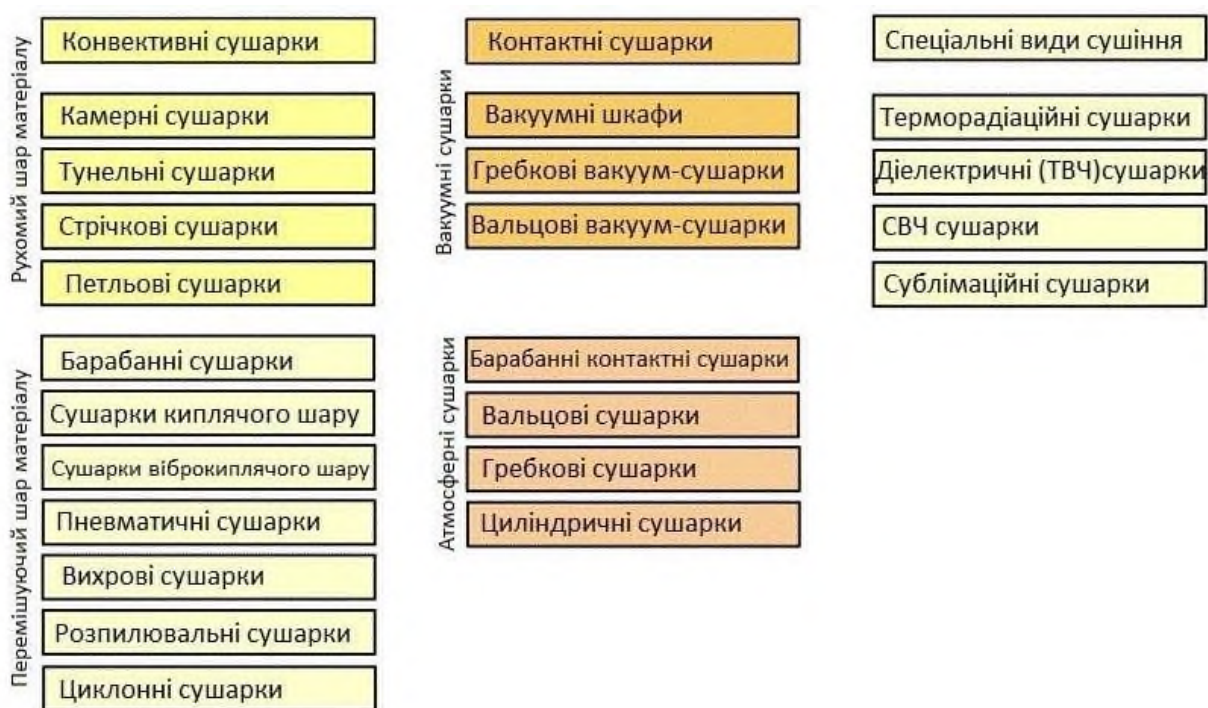 Конвективні сушарки
Рухомий шар матеріалу
Камерні сушарки
Тунельні сушарки
Стрічкові сушарки
Петльові сушарки
Перемішуючий шар матеріалу
Барабанні сушарки
Сушарки киплячого шару
Сушарки віброкиплячого шару
Пневматичні сушарки
Вихрові сушарки
Розпилювальні сушарки
Циклонні сушарки
Контактні сушарки
Вакуумні сушарки
Вакуумні шкафи
Гребкові вакуум-сушарки
Вальцові вакуум-сушарки
Атмосферні сушарки
Барабанні контактні сушарки
Вальцові сушарки
Гребкові сушарки
Циліндричні сушарки
Спеціальні види сушіння
Терморадіаційні сушарки
Діелектричні (ТВЧ)сушарки
СВЧ сушарки
Сублімаційні сушарки